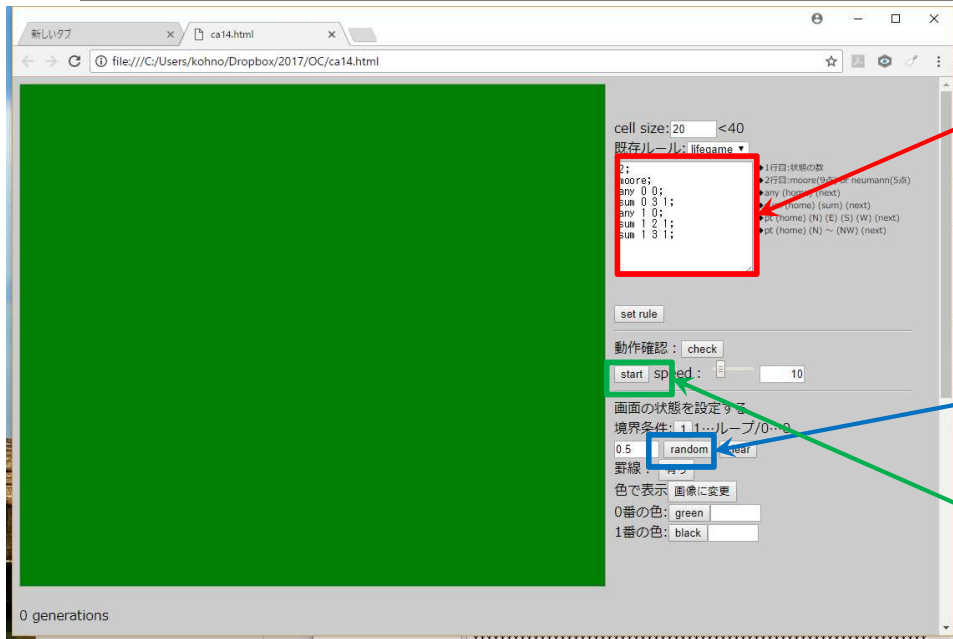 新しいタブ
ca14.html
file:///C:/Users/kohno/Dropbox/2017/OC/ca14.html
cell size: 20 <40
既存ルール: lifegame
2;
moore;
any 0 0;
sum 0 3 1;
any 1 0;
sum 1 2 1;
sum 1 3 1;
◆1行目:状態の数
◆2行目:moore(9点) or neumann(5点)
◆any (home) (next)
(home) (sum) (next)
◆pt (home) (N) (E) (S) (W) (next)
◆pt (home) (N) ～ (NW) (next)
set rule
動作確認： check
start speed： 10
画面の状態を設定する
境界条件: 1 1…ループ/0…0
0.5 random clear
罫線： 有り
色で表示 画像に変更
0番の色: green
1番の色: black
0 generations